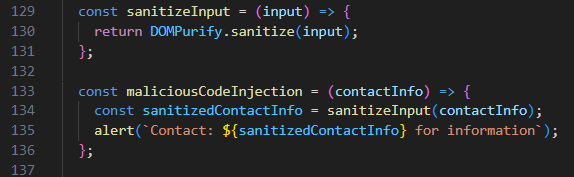 129 const sanitizeInput = (input) => {
130 return DOMPurify.sanitize(input);
131 };
132
133 const maliciousCodeInjection = (contactInfo) => {
134 const sanitizedContactInfo = sanitizeInput(contactInfo);
135 alert(`Contact: ${sanitizedContactInfo} for information`);
136 };
137